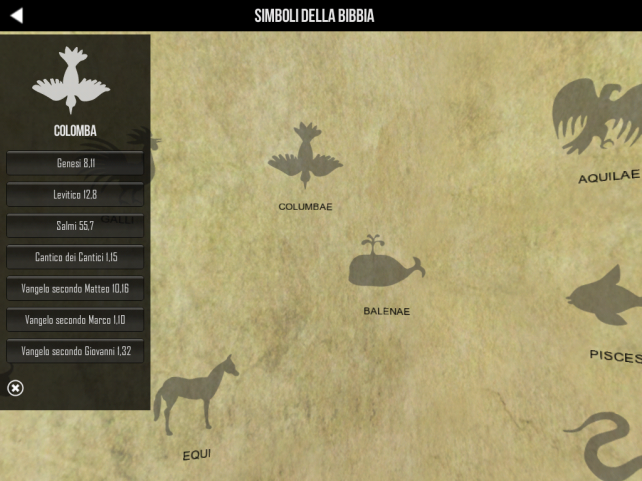 SIMBOLI DELLA BIBBIA
COLOMBA
Genesi 8,11
Levitico 12,8
Salmi 55,7
Cantico dei Cantici 1,15
Vangelo secondo Matteo 10,16
Vangelo secondo Marco 1,10
Vangelo secondo Giovanni 1,32
GALLI
COLUMBAE
AQUILAE
BALENAE
PISCES
EQUI